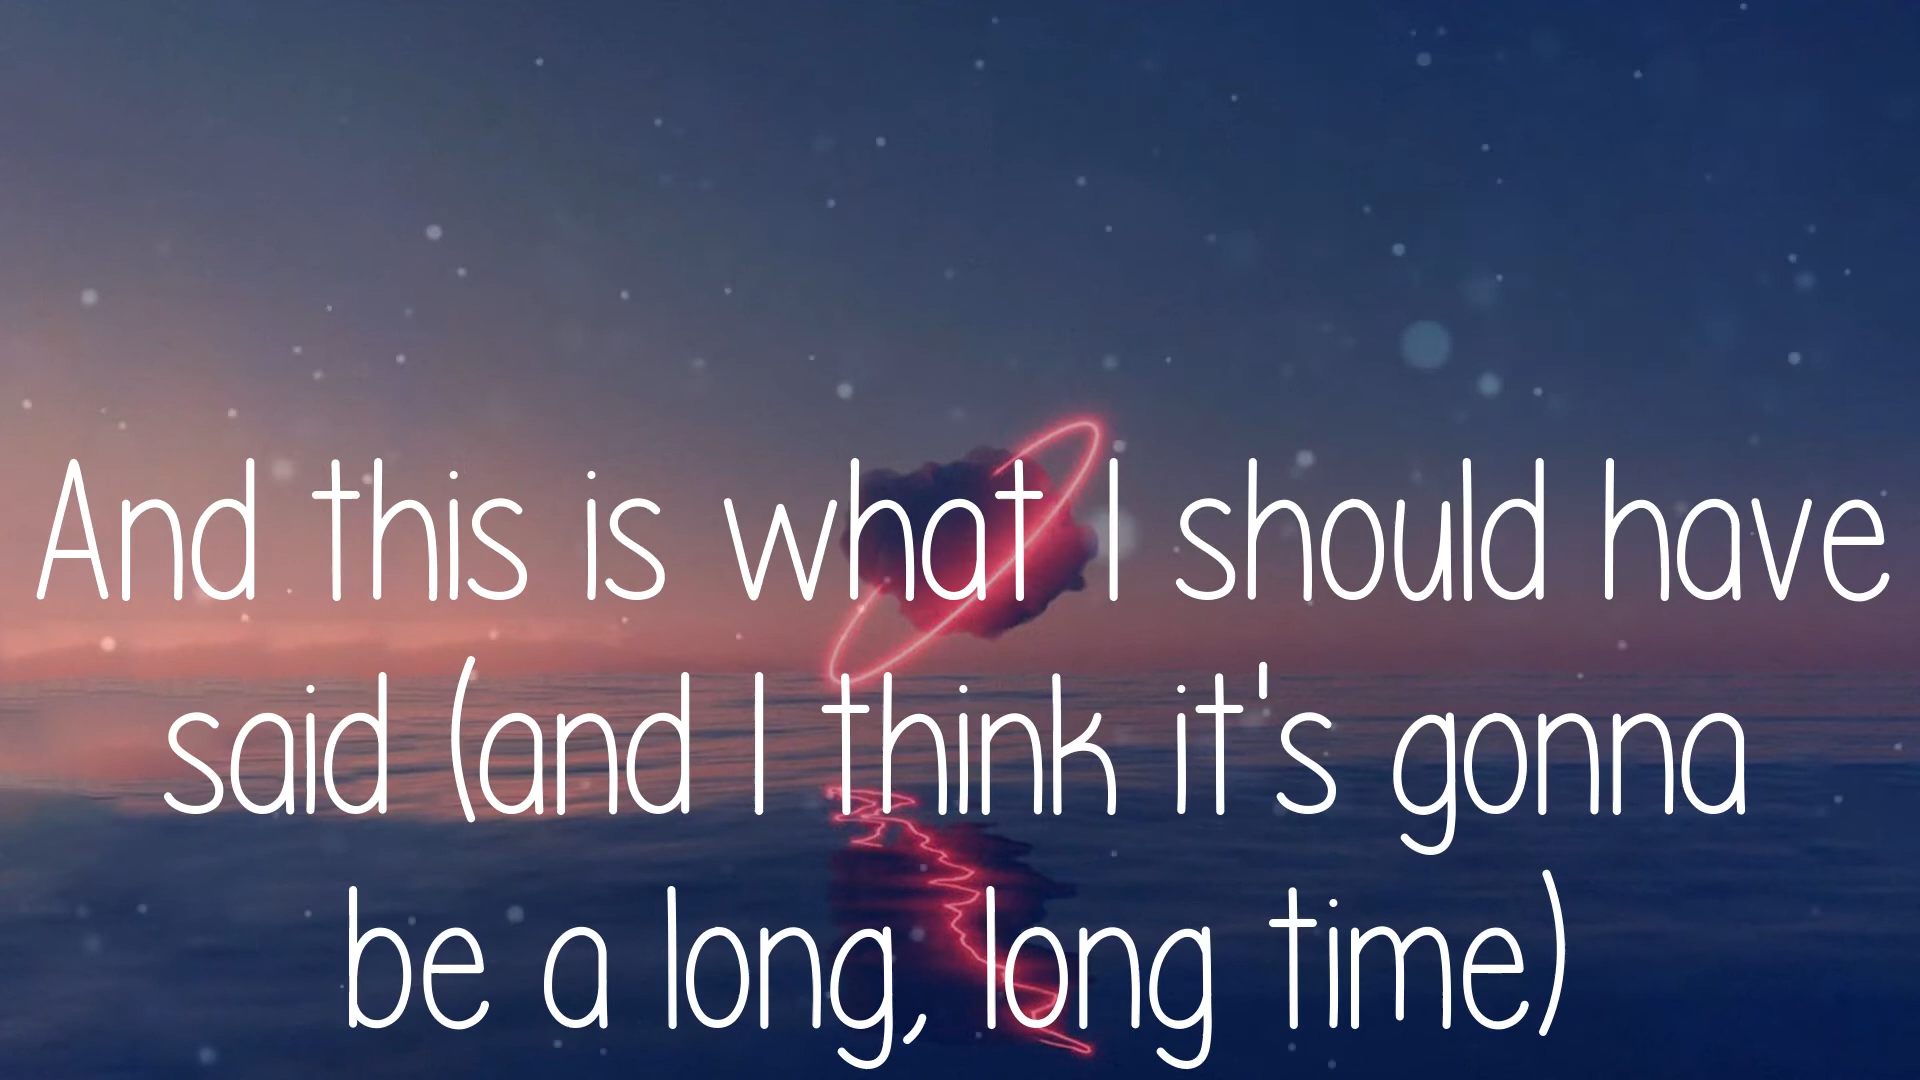 And this is what I should have
said (and I think it's gonna
be a long, long time)